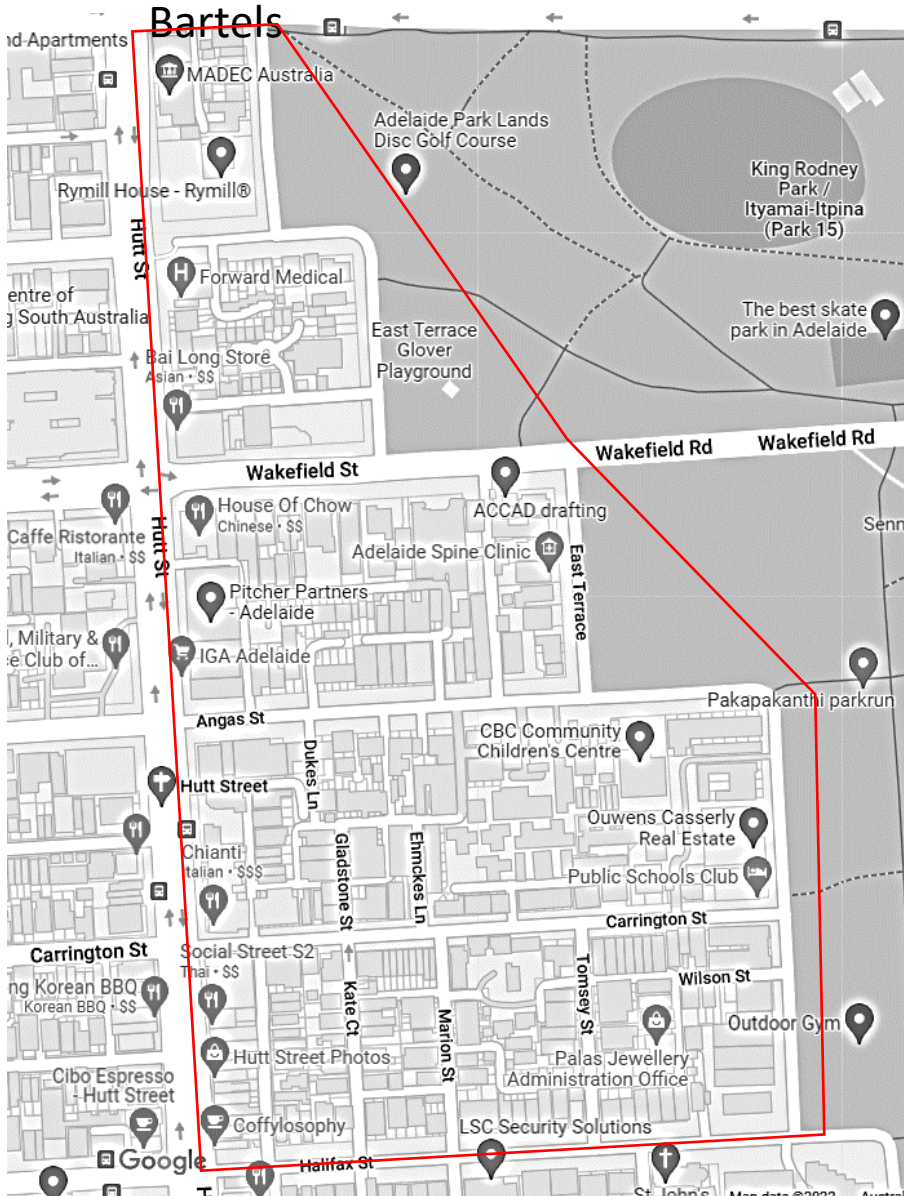 Bartels
nd Apartments
MADEC Australia
Adelaide Park Lands
Disc Golf Course
Rymill House - Rymill®
King Rodney
Park /
Ityamai-Itpina
(Park 15)
Hutt St
Forward Medical
entre of
g South Australia
The best skate
park in Adelaide
East Terrace
Glover
Playground
Bai Long Store
Asian • $$
Wakefield St
Wakefield Rd
Wakefield Rd
House Of Chow
Chinese • $$
ACCAD drafting
Caffe Ristorante
Italian • $$
Hutt St
Adelaide Spine Clinic
East Terrace
Senn
Pitcher Partners
- Adelaide
, Military &
e Club of...
IGA Adelaide
Pakapakanthi parkrun
Angas St
CBC Community
Children's Centre
Dukes Ln
Hutt Street
Ouwens Casserly
Real Estate
Chianti
Italian • $$$
Gladstone St
Ehmckes Ln
Public Schools Club
Carrington St
Carrington St
Social Street S2
Thai • $$
Wilson St
ng Korean BBQ
Korean BBQ • $$
Kate Ct
Marion St
Tomsey St
Outdoor Gym
Hutt Street Photos
Palas Jewellery
Administration Office
Cibo Espresso
- Hutt Street
Coffylosophy
LSC Security Solutions
Google
Halifax St
St John's
Map data ©2022
Austra